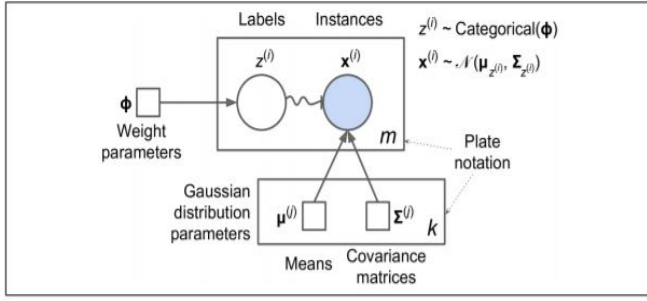 Labels Instances
z⁽ⁱ⁾ ~ Categorical(ϕ)
z⁽ⁱ⁾ x⁽ⁱ⁾
x⁽ⁱ⁾ ~ 𝒩(μ_z⁽ⁱ⁾, Σ_z⁽ⁱ⁾)
ϕ
Weight
parameters
m
Plate
notation
Gaussian
distribution
parameters
μ⁽ʲ⁾ Σ⁽ʲ⁾ k
Means
Covariance
matrices